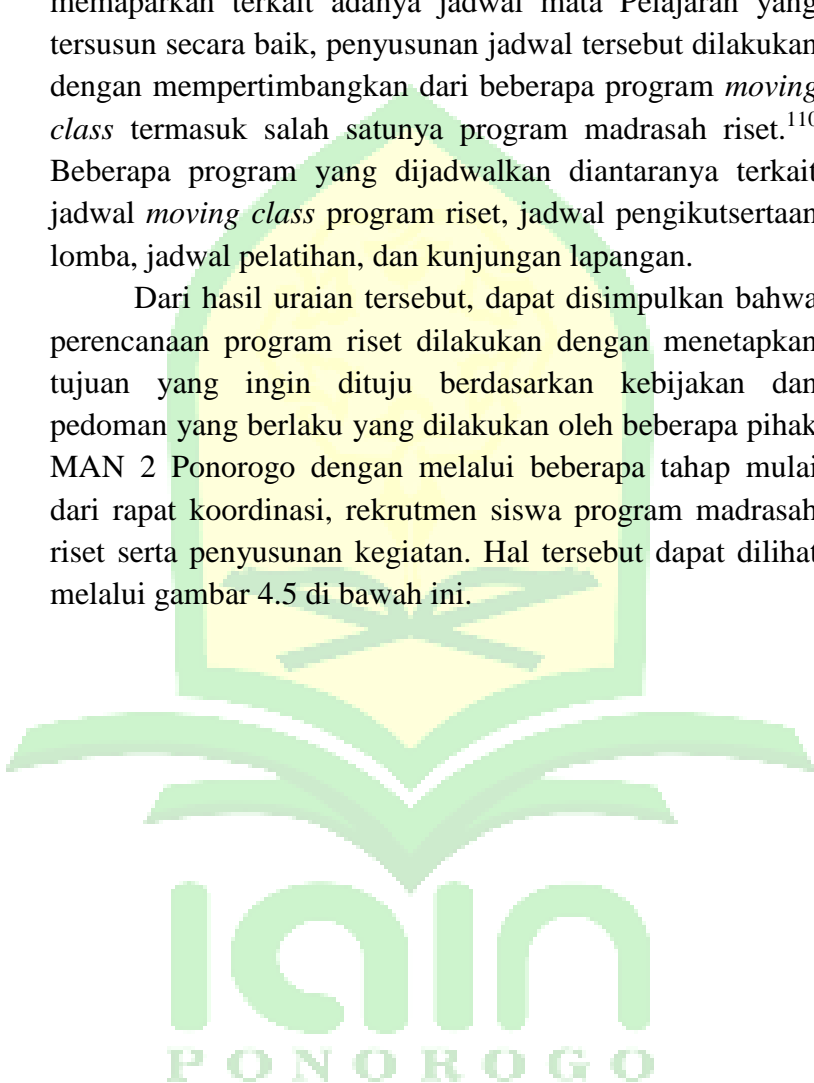 memaparkan terkait adanya jadwal mata Pelajaran yang
tersusun secara baik, penyusunan jadwal tersebut dilakukan
dengan mempertimbangkan dari beberapa program moving
class termasuk salah satunya program madrasah riset.110
Beberapa program yang dijadwalkan diantaranya terkait
jadwal moving class program riset, jadwal pengikutsertaan
lomba, jadwal pelatihan, dan kunjungan lapangan.
Dari hasil uraian tersebut, dapat disimpulkan bahwa
perencanaan program riset dilakukan dengan menetapkan
tujuan yang ingin dituju berdasarkan kebijakan dan
pedoman yang berlaku yang dilakukan oleh beberapa pihak
MAN 2 Ponorogo dengan melalui beberapa tahap mulai
dari rapat koordinasi, rekrutmen siswa program madrasah
riset serta penyusunan kegiatan. Hal tersebut dapat dilihat
melalui gambar 4.5 di bawah ini.
iain
PONOROGO